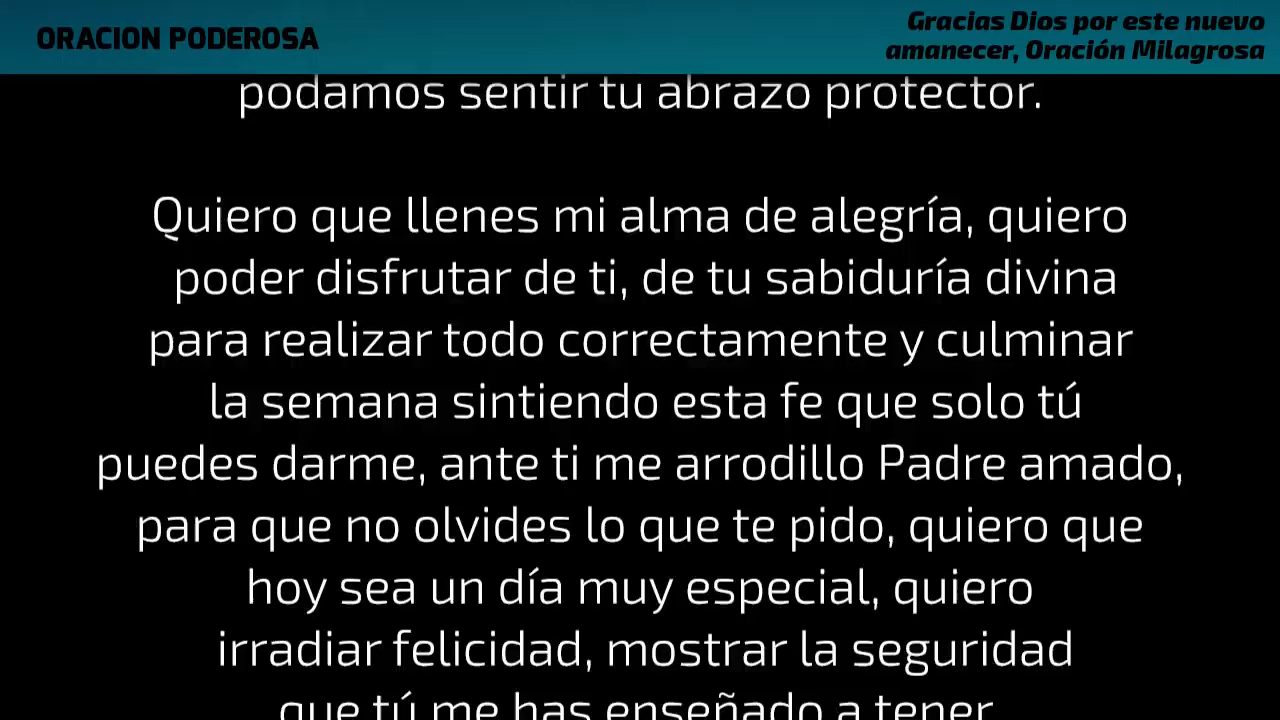 ORACION PODEROSA
Gracias Dios por este nuevo
amanecer, Oración Milagrosa
podamos sentir tu abrazo protector.
Quiero que llenes mi alma de alegría, quiero
poder disfrutar de ti, de tu sabiduría divina
para realizar todo correctamente y culminar
la semana sintiendo esta fe que solo tú
puedes darme, ante ti me arrodillo Padre amado,
para que no olvides lo que te pido, quiero que
hoy sea un día muy especial, quiero
irradiar felicidad, mostrar la seguridad
que tú me has enseñado a tener